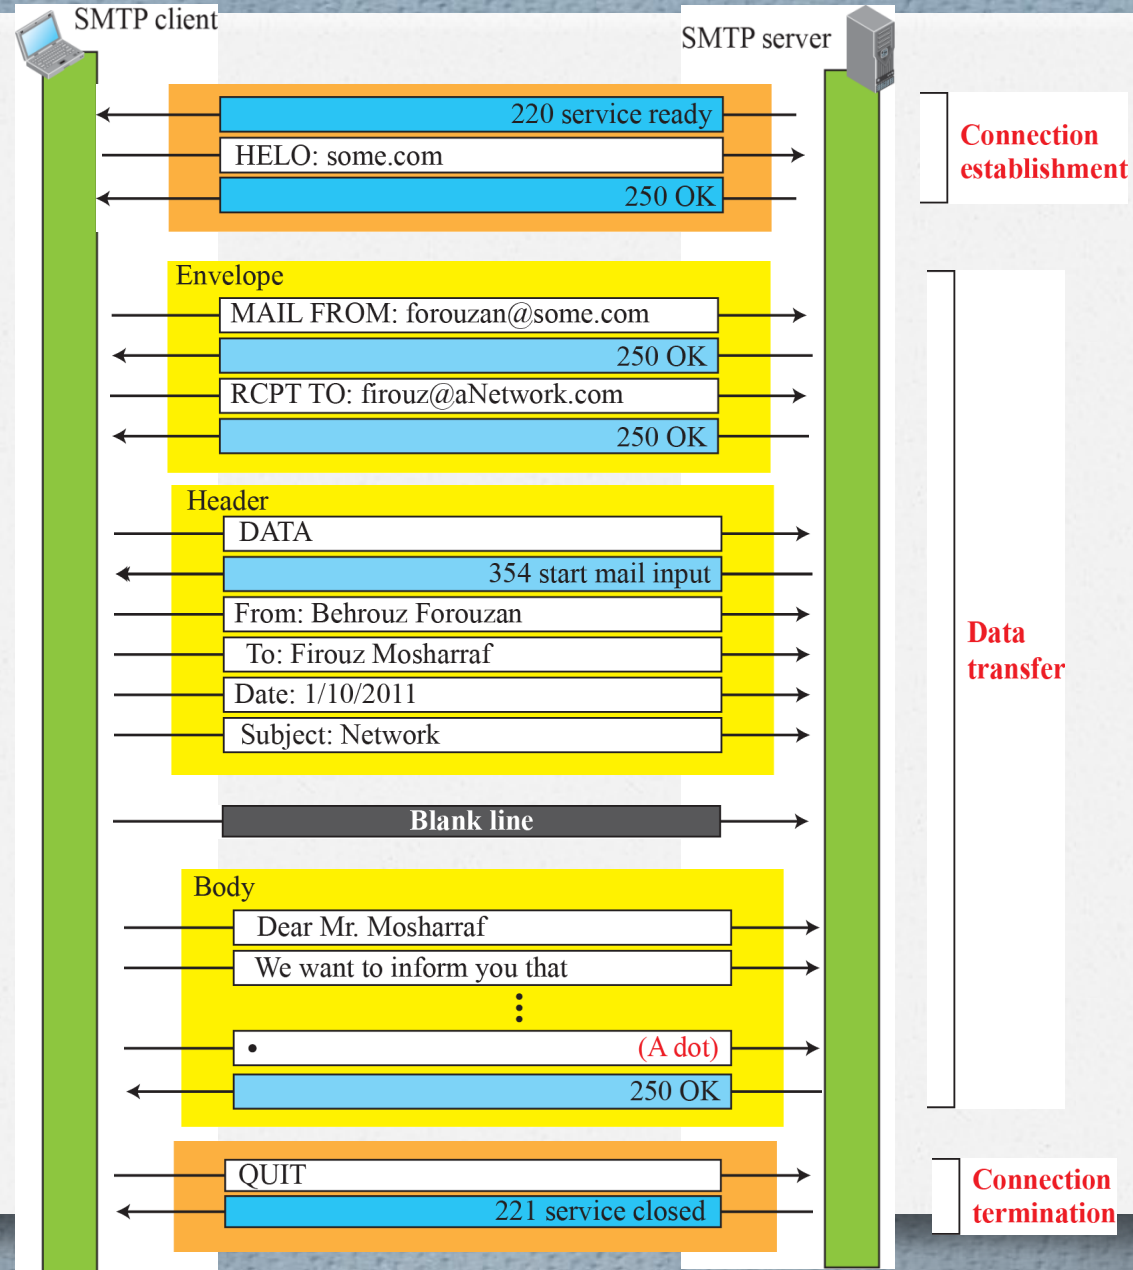 SMTP client
SMTP server
220 service ready
HELO: some.com
250 OK
Connection
establishment
Envelope
MAIL FROM: forouzan@some.com
250 OK
RCPT TO: firouz@aNetwork.com
250 OK
Header
DATA
354 start mail input
From: Behrouz Forouzan
To: Firouz Mosharraf
Date: 1/10/2011
Subject: Network
Data
transfer
Blank line
Body
Dear Mr. Mosharraf
We want to inform you that
⋮
• (A dot)
250 OK
QUIT
221 service closed
Connection
termination